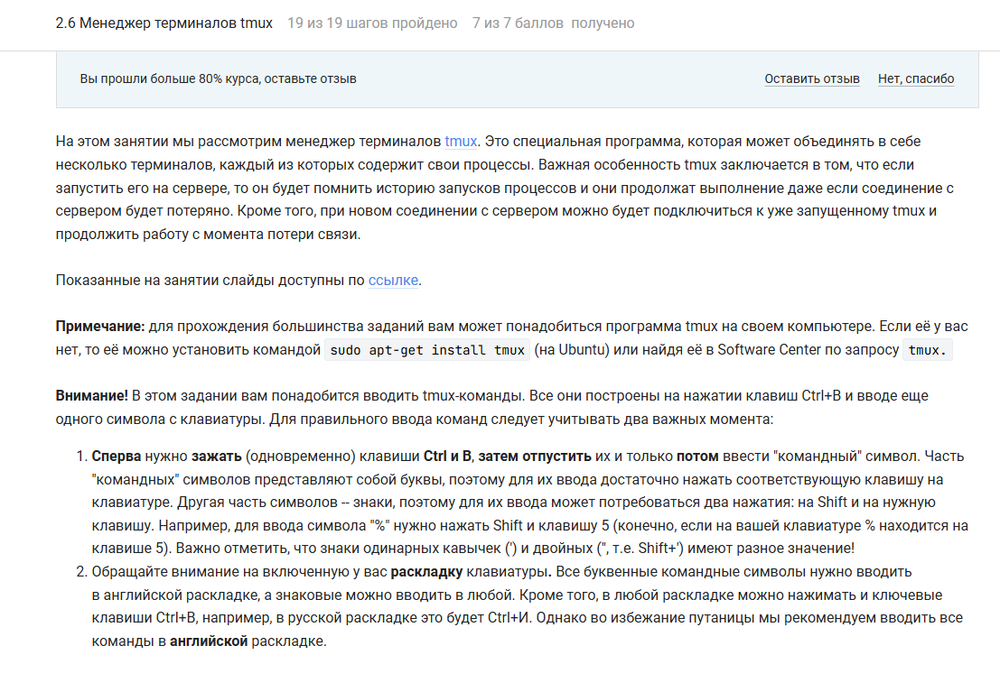 2.6 Менеджер терминалов tmux 19 из 19 шагов пройдено 7 из 7 баллов получено
Вы прошли больше 80% курса, оставьте отзыв Оставить отзыв Нет, спасибо
На этом занятии мы рассмотрим менеджер терминалов tmux. Это специальная программа, которая может объединять в себе
несколько терминалов, каждый из которых содержит свои процессы. Важная особенность tmux заключается в том, что если
запустить его на сервере, то он будет помнить историю запусков процессов и они продолжат выполнение даже если соединение с
сервером будет потеряно. Кроме того, при новом соединении с сервером можно будет подключиться к уже запущенному tmux и
продолжить работу с момента потери связи.
Показанные на занятии слайды доступны по ссылке.
Примечание: для прохождения большинства заданий вам может понадобиться программа tmux на своем компьютере. Если её у вас
нет, то её можно установить командой sudo apt-get install tmux (на Ubuntu) или найдя её в Software Center по запросу tmux.
Внимание! В этом задании вам понадобится вводить tmux-команды. Все они построены на нажатии клавиш Ctrl+B и вводе еще
одного символа с клавиатуры. Для правильного ввода команд следует учитывать два важных момента:
1. Сперва нужно зажать (одновременно) клавиши Ctrl и B, затем отпустить их и только потом ввести "командный" символ. Часть
"командных" символов представляют собой буквы, поэтому для их ввода достаточно нажать соответствующую клавишу на
клавиатуре. Другая часть символов -- знаки, поэтому для их ввода может потребоваться два нажатия: на Shift и на нужную
клавишу. Например, для ввода символа "%" нужно нажать Shift и клавишу 5 (конечно, если на вашей клавиатуре % находится на
клавише 5). Важно отметить, что знаки одинарных кавычек (') и двойных (", т.е. Shift+') имеют разное значение!
2. Обращайте внимание на включенную у вас раскладку клавиатуры. Все буквенные командные символы нужно вводить
в английской раскладке, а знаковые можно вводить в любой. Кроме того, в любой раскладке можно нажимать и ключевые
клавиши Ctrl+B, например, в русской раскладке это будет Ctrl+И. Однако во избежание путаницы мы рекомендуем вводить все
команды в английской раскладке.